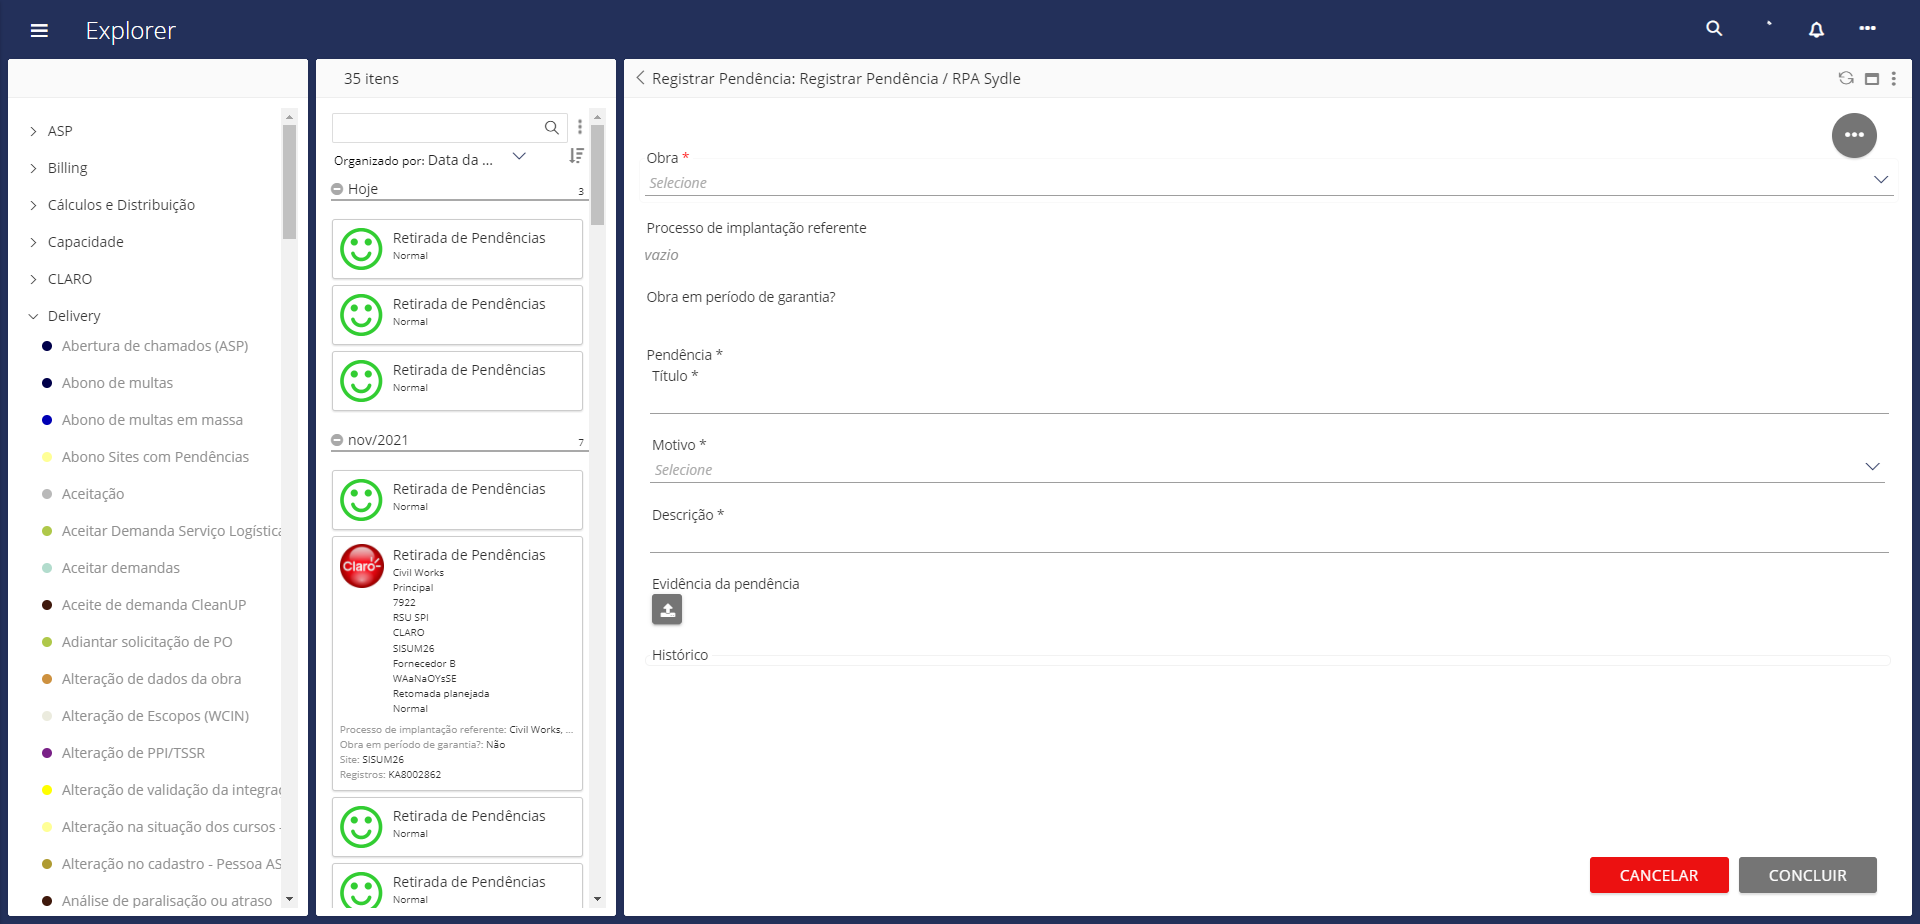 Explorer
ASP
Billing
Cálculos e Distribuição
Capacidade
CLARO
Delivery
Abertura de chamados (ASP)
Abono de multas
Abono de multas em massa
Abono Sites com Pendências
Aceitação
Aceitar Demanda Serviço Logística
Aceitar demandas
Aceite de demanda CleanUP
Adiantar solicitação de PO
Alteração de dados da obra
Alteração de Escopos (WCIN)
Alteração de PPI/TSSR
Alteração de validação da integrad
Alteração na situação dos cursos -
Alteração no cadastro - Pessoa AS
Análise de paralisação ou atraso
35 itens
Organizado por: Data da ...
Hoje 3
Retirada de Pendências
Normal
Retirada de Pendências
Normal
Retirada de Pendências
Normal
nov/2021 7
Retirada de Pendências
Normal
Claro
Retirada de Pendências
Civil Works
Principal
7922
RSU SPI
CLARO
SISUM26
Fornecedor B
WAaNaOYsSE
Retomada planejada
Normal
Processo de implantação referente: Civil Works, ...
Obra em período de garantia?: Não
Site: SISUM26
Registros: KA8002862
Retirada de Pendências
Normal
Retirada de Pendências
Normal
Registrar Pendência: Registrar Pendência / RPA Sydle
Obra *
Selecione
Processo de implantação referente
vazio
Obra em período de garantia?
Pendência *
Título *
Motivo *
Selecione
Descrição *
Evidência da pendência
Histórico
CANCELAR
CONCLUIR